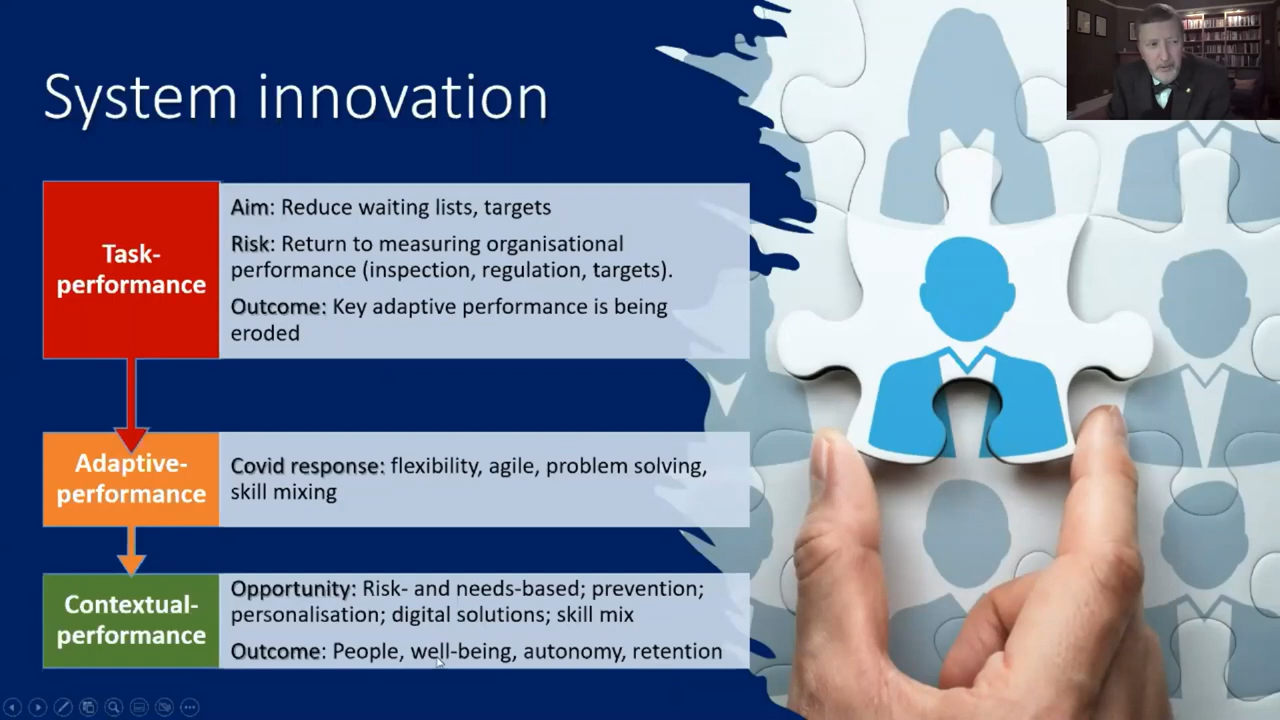 System innovation
Task-
performance
Aim: Reduce waiting lists, targets
Risk: Return to measuring organisational
performance (inspection, regulation, targets).
Outcome: Key adaptive performance is being
eroded
Adaptive-
performance
Covid response: flexibility, agile, problem solving,
skill mixing
Contextual-
performance
Opportunity: Risk- and needs-based; prevention;
personalisation; digital solutions; skill mix
Outcome: People, well-being, autonomy, retention